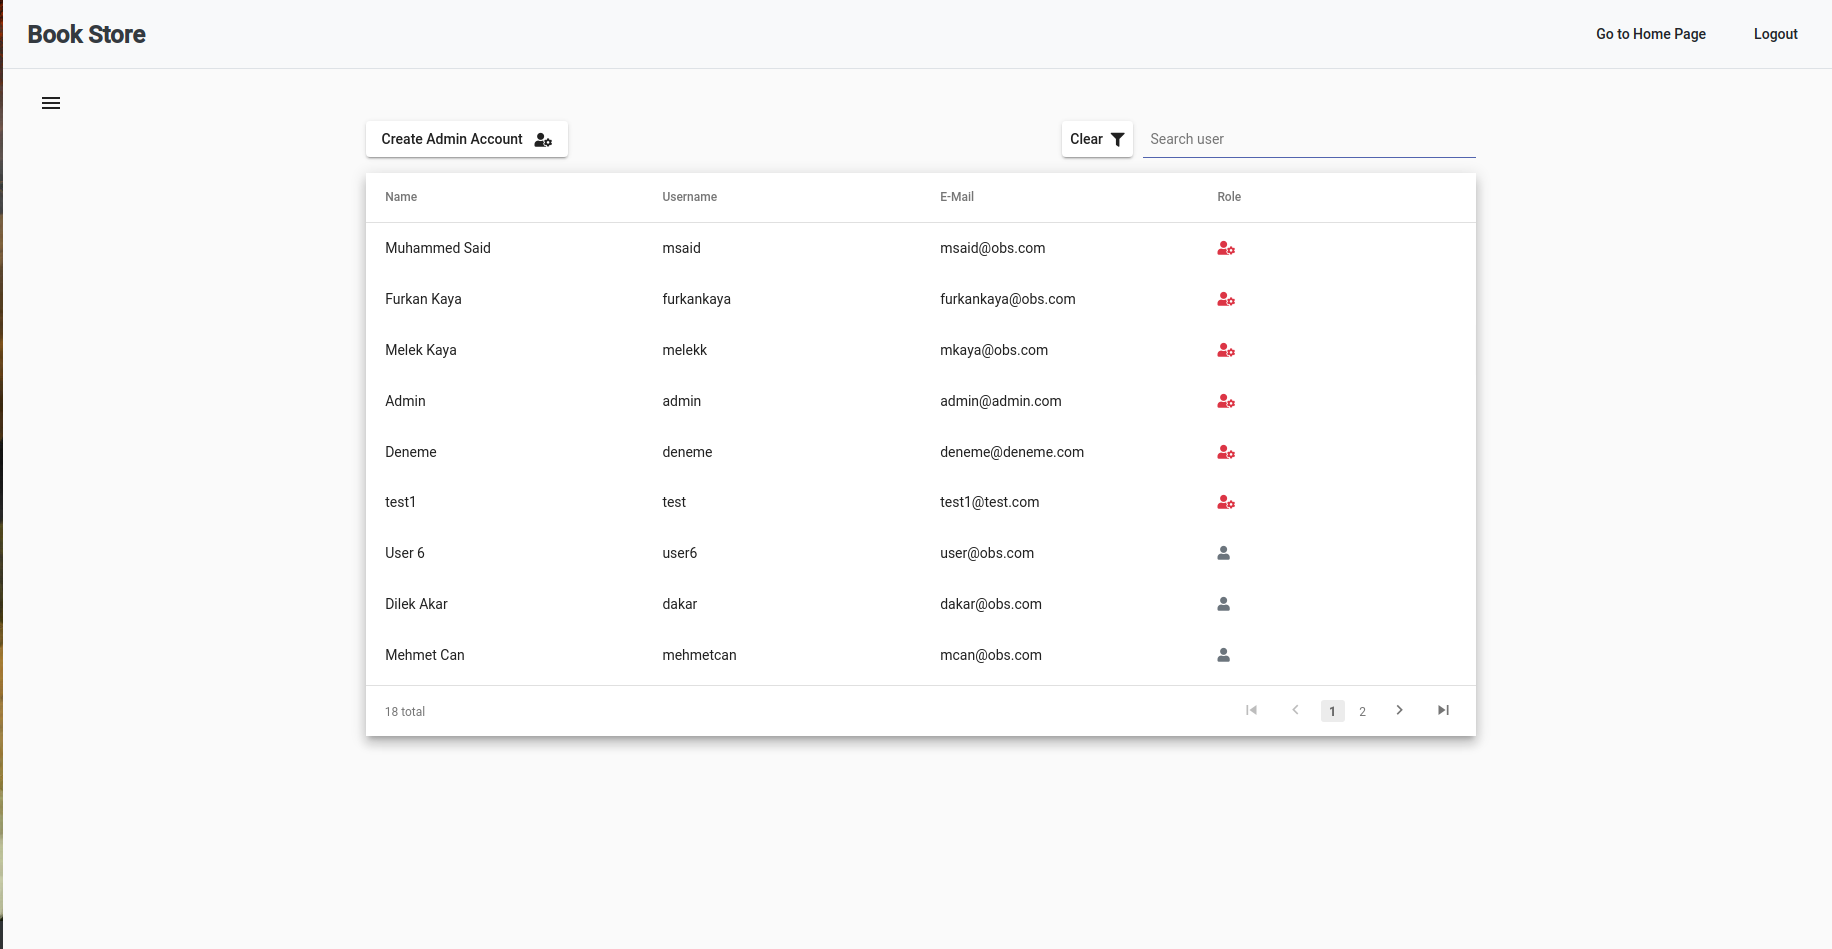 Book Store
Go to Home Page Logout
Create Admin Account Clear Search user
Name Username E-Mail Role
Muhammed Said msaid msaid@obs.com
Furkan Kaya furkankaya furkankaya@obs.com
Melek Kaya melekk mkaya@obs.com
Admin admin admin@admin.com
Deneme deneme deneme@deneme.com
test1 test test1@test.com
User 6 user6 user@obs.com
Dilek Akar dakar dakar@obs.com
Mehmet Can mehmetcan mcan@obs.com
18 total 1 2